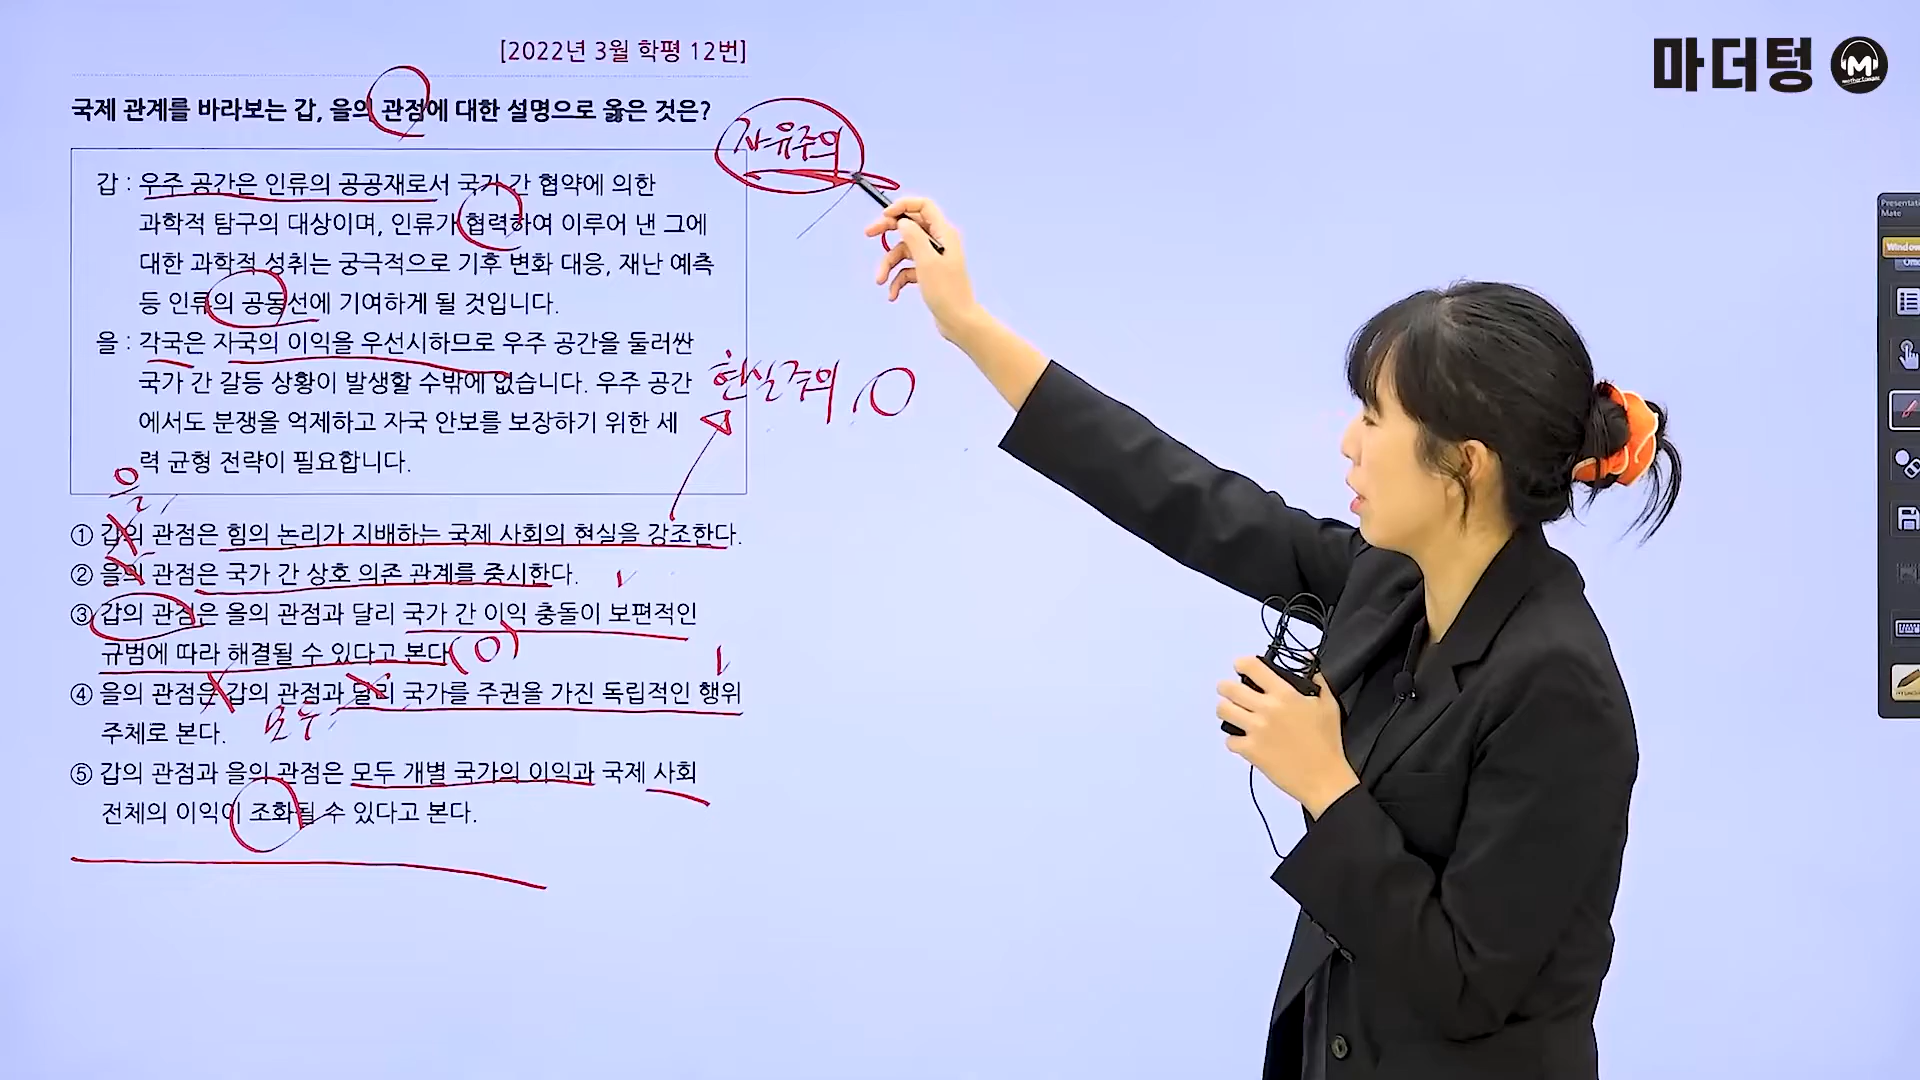 [2022년 3월 학평 12번]
마더텅
국제 관계를 바라보는 갑, 을의 관점에 대한 설명으로 옳은 것은?
자유주의
갑 : 우주 공간은 인류의 공공재로서 국가 간 협약에 의한
과학적 탐구의 대상이며, 인류가 협력하여 이루어 낸 그에
대한 과학적 성취는 궁극적으로 기후 변화 대응, 재난 예측
등 인류의 공동선에 기여하게 될 것입니다.
을 : 각국은 자국의 이익을 우선시하므로 우주 공간을 둘러싼
국가 간 갈등 상황이 발생할 수밖에 없습니다. 우주 공간
에서도 분쟁을 억제하고 자국 안보를 보장하기 위한 세
력 균형 전략이 필요합니다.
현실주의
을
① 갑의 관점은 힘의 논리가 지배하는 국제 사회의 현실을 강조한다.
② 을의 관점은 국가 간 상호 의존 관계를 중시한다.
③ 갑의 관점은 을의 관점과 달리 국가 간 이익 충돌이 보편적인
규범에 따라 해결될 수 있다고 본다. (O)
④ 을의 관점은 갑의 관점과 달리 국가를 주권을 가진 독립적인 행위
주체로 본다.
모두
⑤ 갑의 관점과 을의 관점은 모두 개별 국가의 이익과 국제 사회
전체의 이익이 조화될 수 있다고 본다.